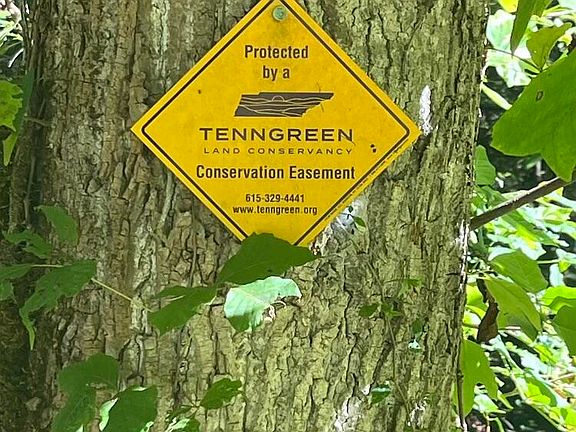 Protected
by a
TENNGREEN
LAND CONSERVANCY
Conservation Easement
615-329-4441
www.tenngreen.org